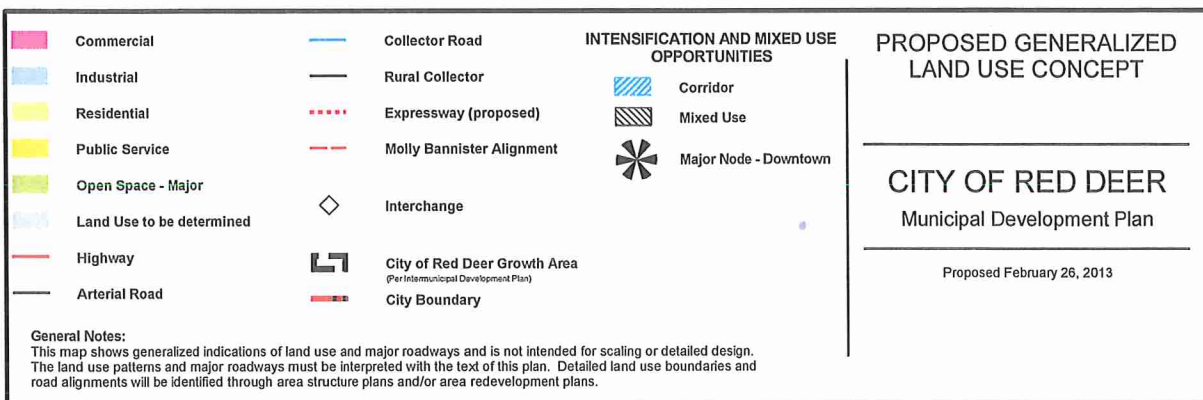 Commercial
Industrial
Residential
Public Service
Open Space - Major
Land Use to be determined
Highway
Arterial Road
Collector Road
Rural Collector
Expressway (proposed)
Molly Bannister Alignment
Interchange
City of Red Deer Growth Area
(Per Intermunicipal Development Plan)
City Boundary
INTENSIFICATION AND MIXED USE
OPPORTUNITIES
Corridor
Mixed Use
Major Node - Downtown
General Notes:
This map shows generalized indications of land use and major roadways and is not intended for scaling or detailed design.
The land use patterns and major roadways must be interpreted with the text of this plan. Detailed land use boundaries and
road alignments will be identified through area structure plans and/or area redevelopment plans.
PROPOSED GENERALIZED
LAND USE CONCEPT
CITY OF RED DEER
Municipal Development Plan
Proposed February 26, 2013